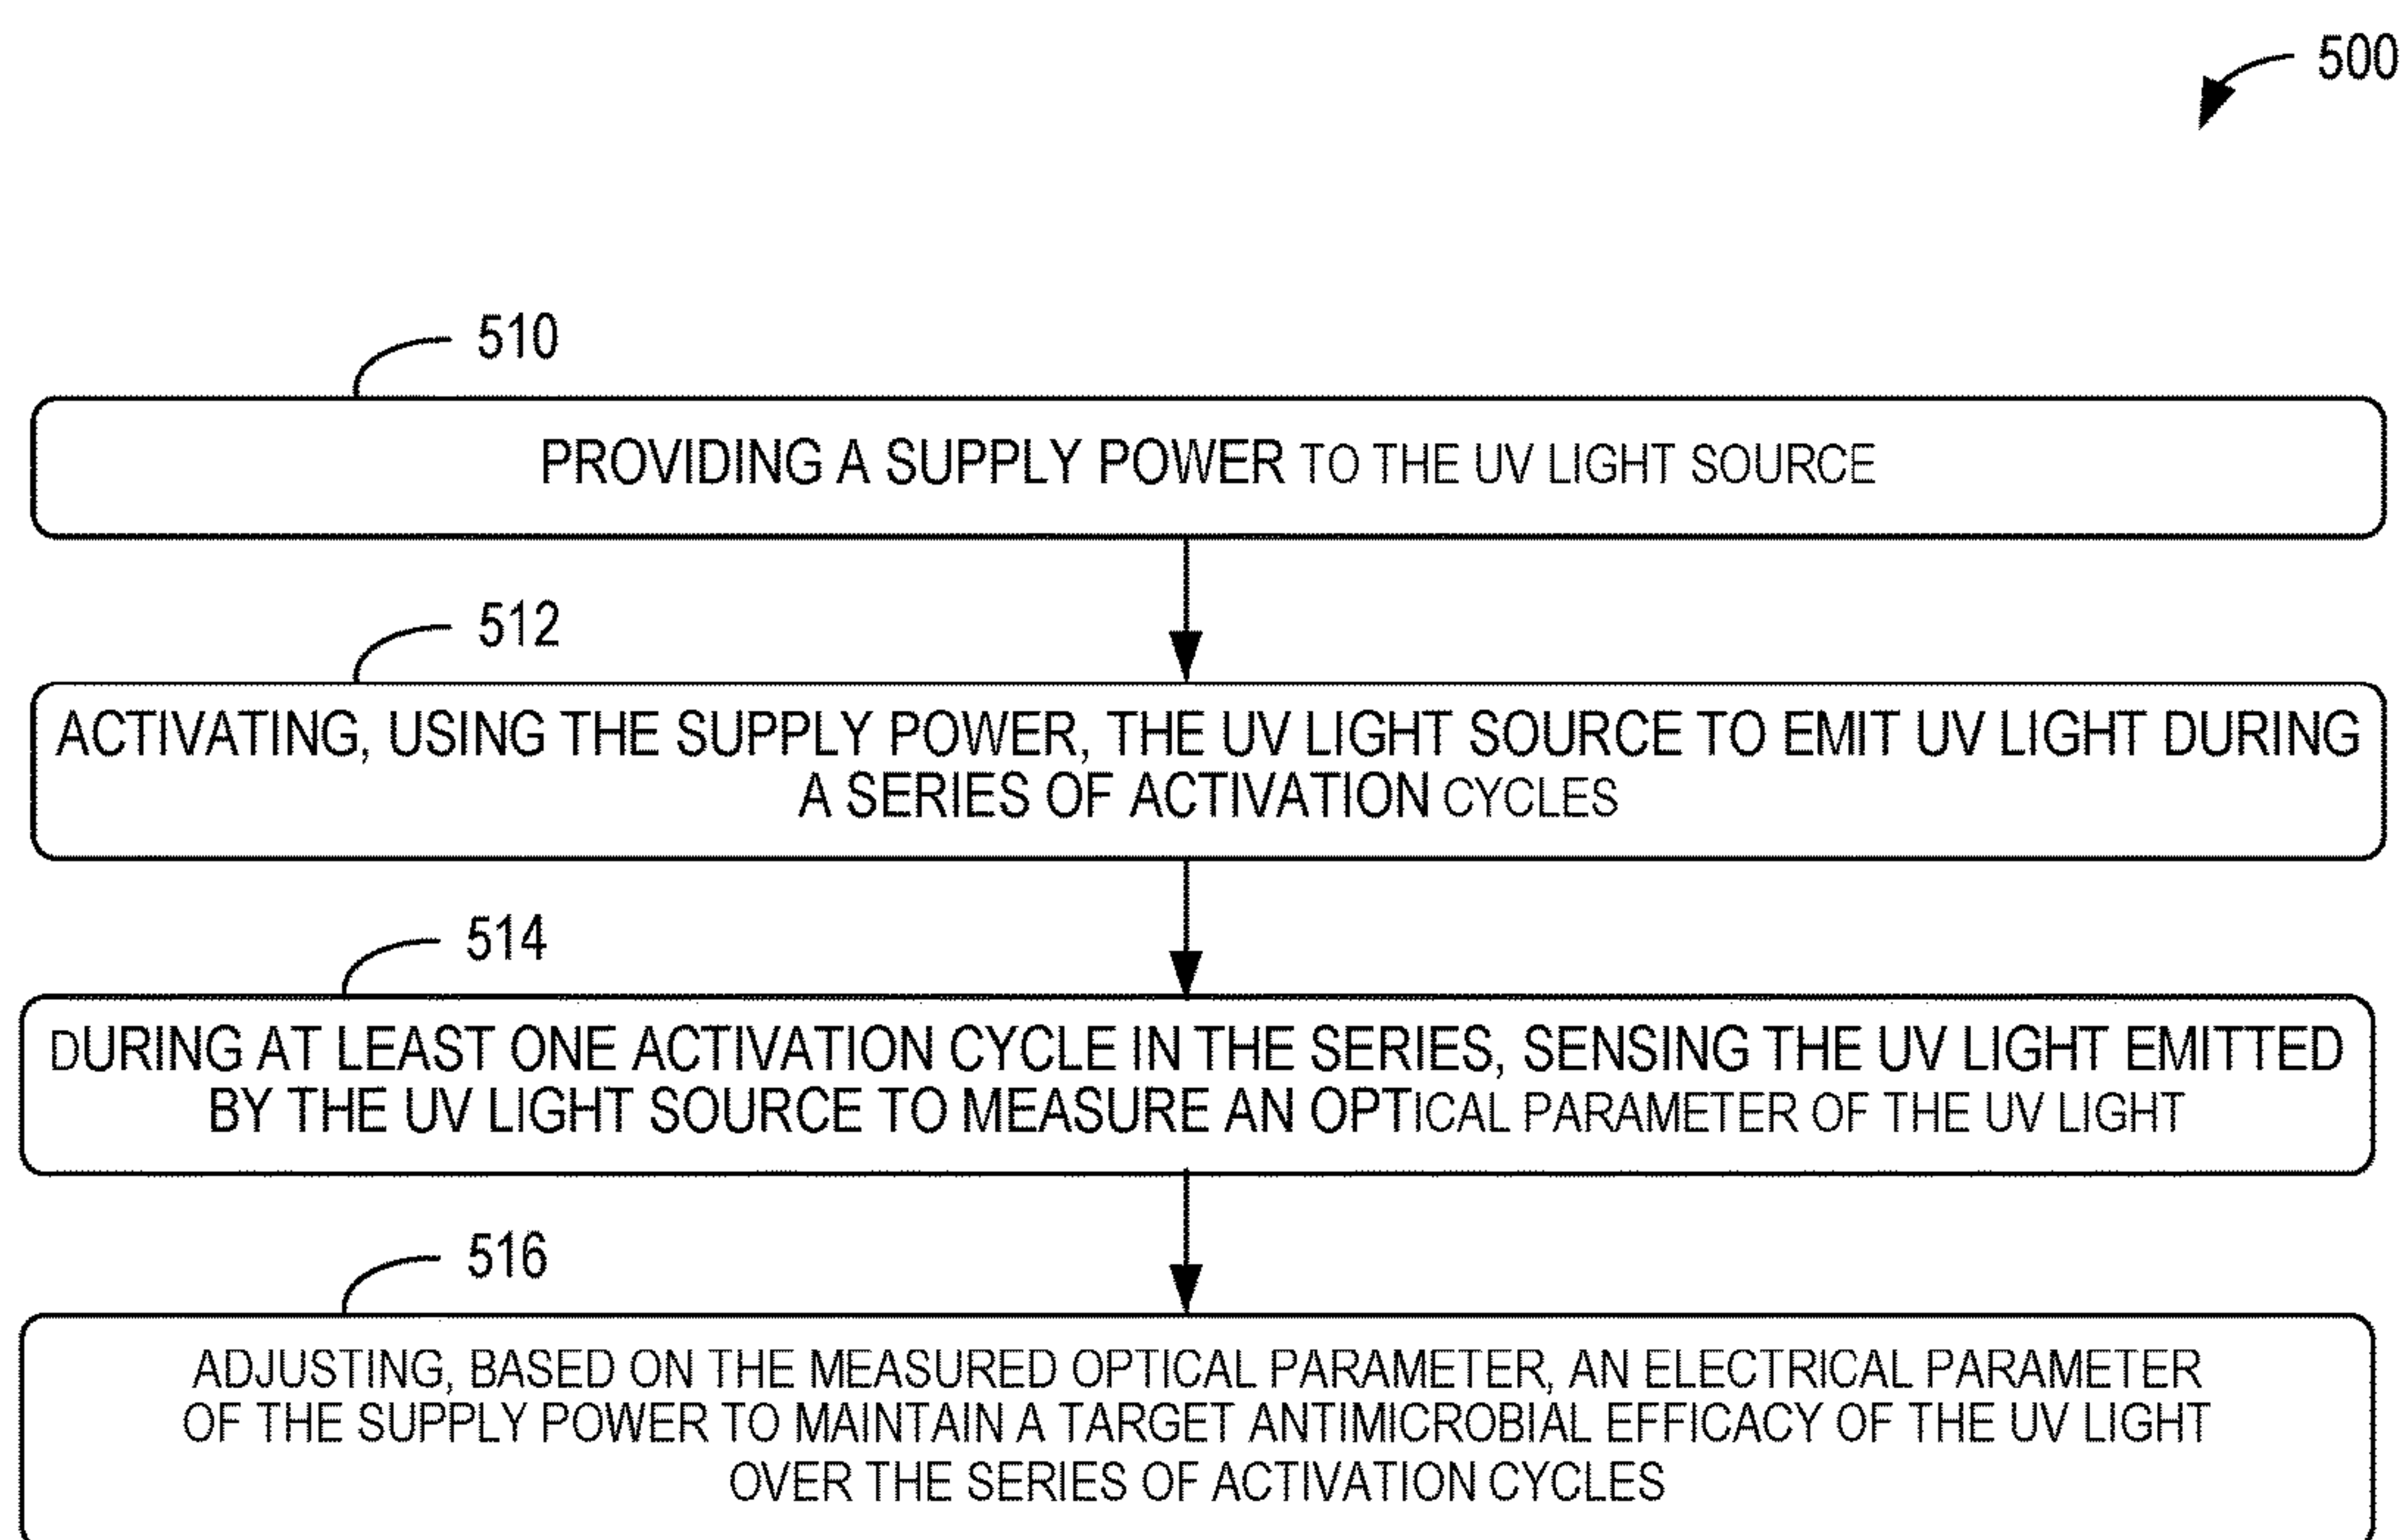 500
510
PROVIDING A SUPPLY POWER TO THE UV LIGHT SOURCE
512
ACTIVATING, USING THE SUPPLY POWER, THE UV LIGHT SOURCE TO EMIT UV LIGHT DURING
A SERIES OF ACTIVATION CYCLES
514
DURING AT LEAST ONE ACTIVATION CYCLE IN THE SERIES, SENSING THE UV LIGHT EMITTED
BY THE UV LIGHT SOURCE TO MEASURE AN OPTICAL PARAMETER OF THE UV LIGHT
516
ADJUSTING, BASED ON THE MEASURED OPTICAL PARAMETER, AN ELECTRICAL PARAMETER
OF THE SUPPLY POWER TO MAINTAIN A TARGET ANTIMICROBIAL EFFICACY OF THE UV LIGHT
OVER THE SERIES OF ACTIVATION CYCLES